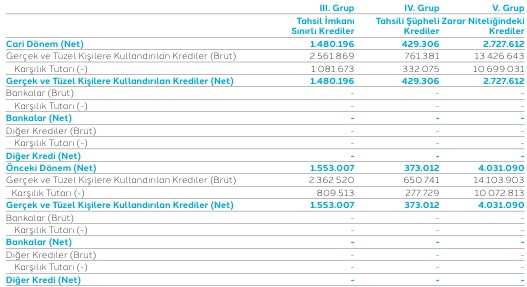 III. Grup IV. Grup V. Grup
Tahsil İmkanı Tahsili Şüpheli Zarar Niteliğindeki
Sınırlı Krediler Krediler Krediler
Cari Dönem (Net) 1.480.196 429.306 2.727.612
Gerçek ve Tüzel Kişilere Kullandırılan Krediler (Brüt) 2.561.869 761.381 13.426.643
Karşılık Tutarı (-) 1.081.673 332.075 10.699.031
Gerçek ve Tüzel Kişilere Kullandırılan Krediler (Net) 1.480.196 429.306 2.727.612
Bankalar (Brüt) - - -
Karşılık Tutarı (-) - - -
Bankalar (Net) - - -
Diğer Krediler (Brüt) - - -
Karşılık Tutarı (-) - - -
Diğer Kredi (Net) - - -
Önceki Dönem (Net) 1.553.007 373.012 4.031.090
Gerçek ve Tüzel Kişilere Kullandırılan Krediler (Brüt) 2.362.520 650.741 14.103.903
Karşılık Tutarı (-) 809.513 277.729 10.072.813
Gerçek ve Tüzel Kişilere Kullandırılan Krediler (Net) 1.553.007 373.012 4.031.090
Bankalar (Brüt) - - -
Karşılık Tutarı (-) - - -
Bankalar (Net) - - -
Diğer Krediler (Brüt) - - -
Karşılık Tutarı (-) - - -
Diğer Kredi (Net) - - -